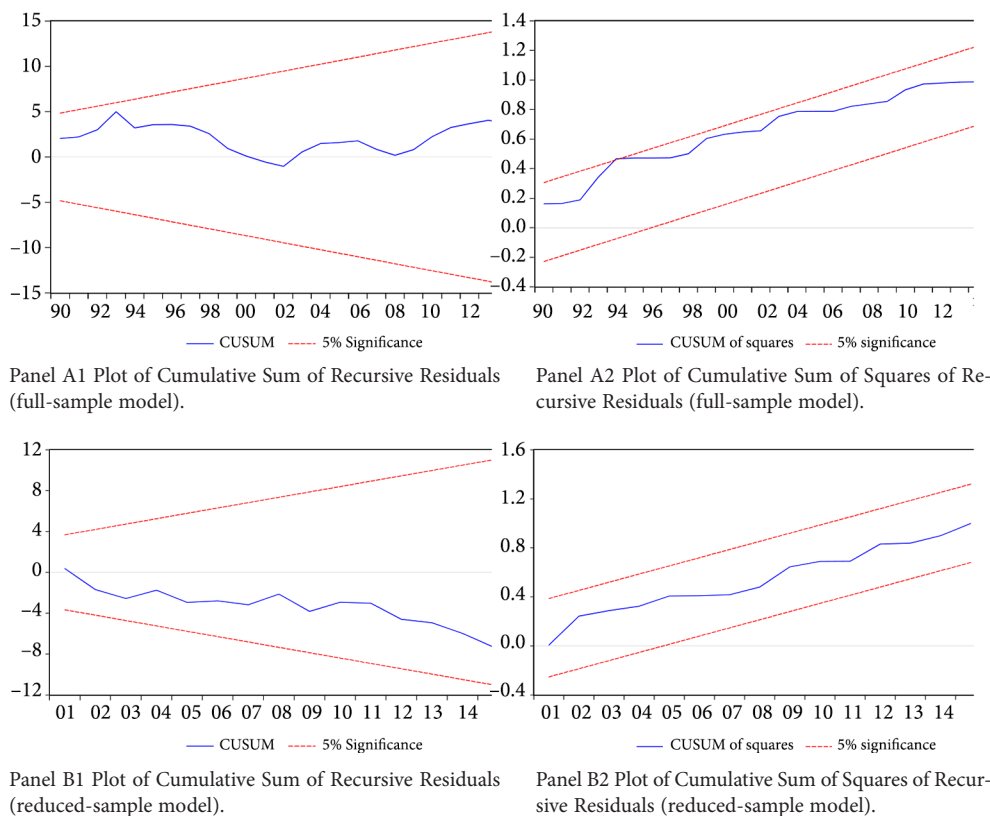 15
10
5
0
−5
−10
−15
90 92 94 96 98 00 02 04 06 08 10 12
CUSUM 5% Significance
Panel A1 Plot of Cumulative Sum of Recursive Residuals
(full-sample model).
1.4
1.2
1.0
0.8
0.6
0.4
0.2
0.0
−0.2
−0.4
90 92 94 96 98 00 02 04 06 08 10 12
CUSUM of squares 5% significance
Panel A2 Plot of Cumulative Sum of Squares of Re-
cursive Residuals (full-sample model).
12
8
4
0
−4
−8
−12
01 02 03 04 05 06 07 08 09 10 11 12 13 14
CUSUM 5% Significance
Panel B1 Plot of Cumulative Sum of Recursive Residuals
(reduced-sample model).
1.6
1.2
0.8
0.4
0.0
−0.4
01 02 03 04 05 06 07 08 09 10 11 12 13 14
CUSUM of squares 5% significance
Panel B2 Plot of Cumulative Sum of Squares of Recur-
sive Residuals (reduced-sample model).